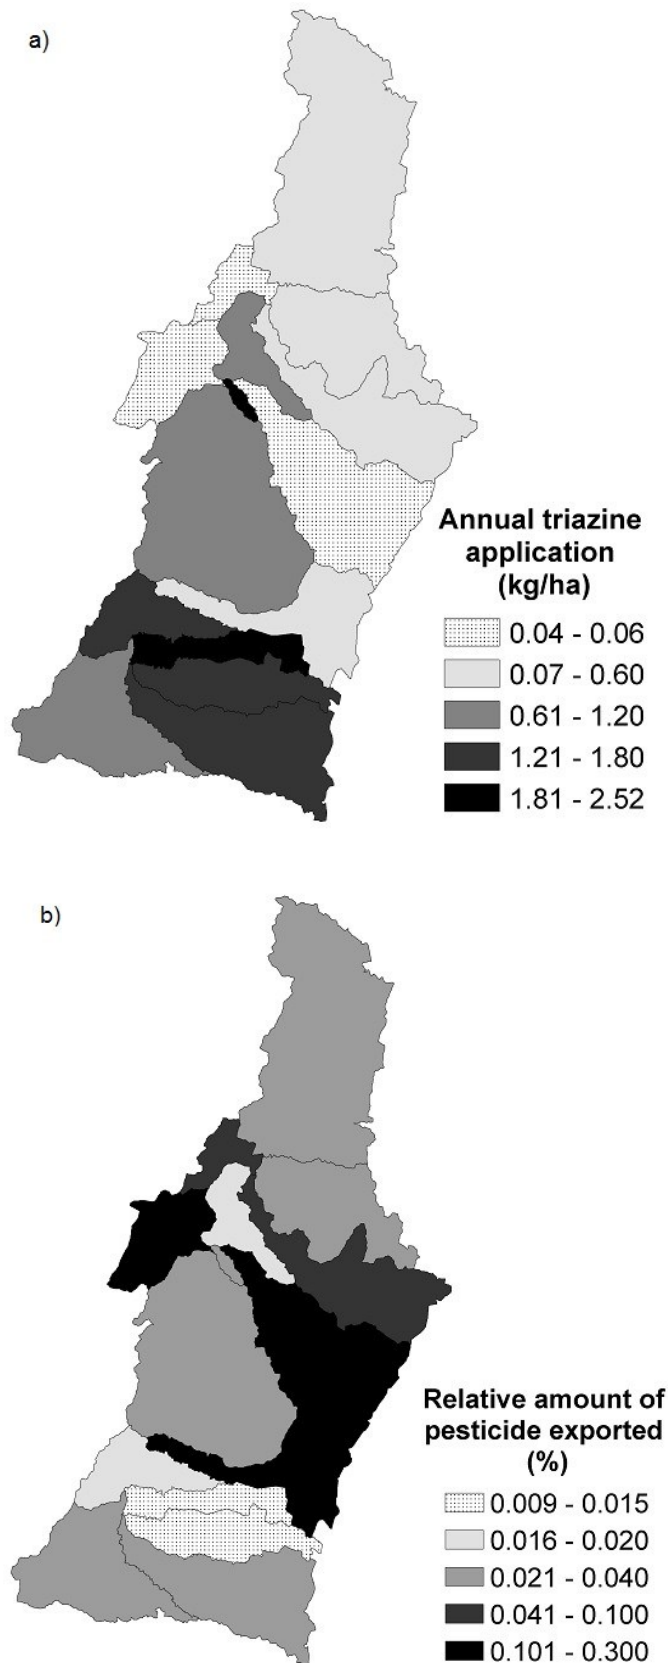 a)
Annual triazine
application
(kg/ha)
0.04 - 0.06
0.07 - 0.60
0.61 - 1.20
1.21 - 1.80
1.81 - 2.52
b)
Relative amount of
pesticide exported
(%)
0.009 - 0.015
0.016 - 0.020
0.021 - 0.040
0.041 - 0.100
0.101 - 0.300